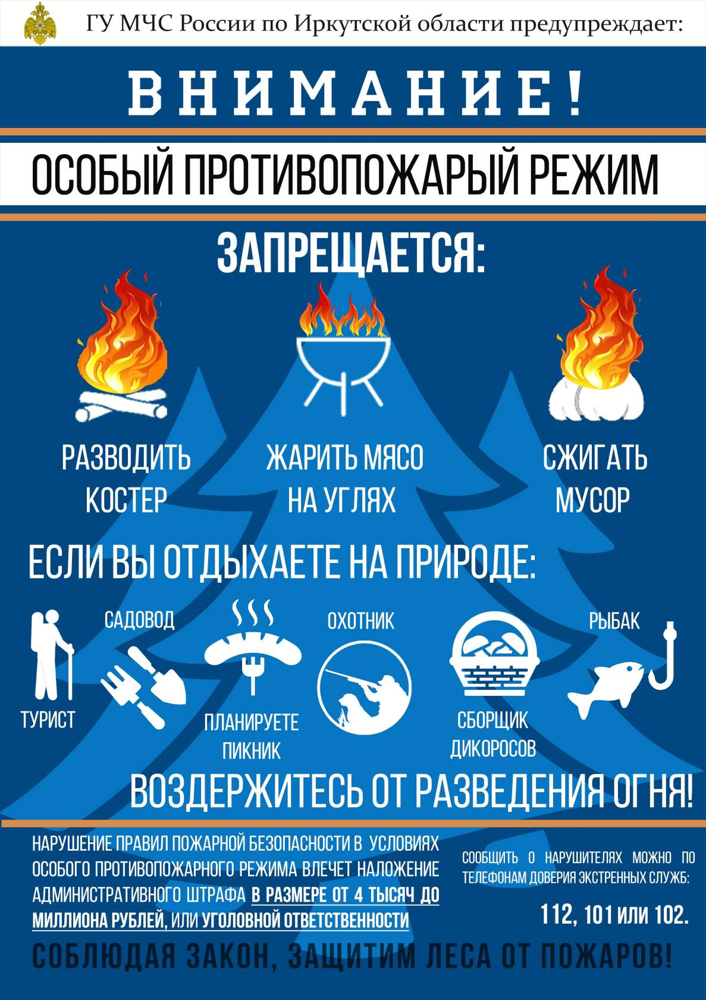 ГУ МЧС России по Иркутской области предупреждает:
ВНИМАНИЕ!
ОСОБЫЙ ПРОТИВОПОЖАРЫЙ РЕЖИМ
ЗАПРЕЩАЕТСЯ:
РАЗВОДИТЬ
КОСТЕР
ЖАРИТЬ МЯСО
НА УГЛЯХ
СЖИГАТЬ
МУСОР
ЕСЛИ ВЫ ОТДЫХАЕТЕ НА ПРИРОДЕ:
ТУРИСТ
САДОВОД
ПЛАНИРУЕТЕ
ПИКНИК
ОХОТНИК
СБОРЩИК
ДИКОРОСОВ
РЫБАК
ВОЗДЕРЖИТЕСЬ ОТ РАЗВЕДЕНИЯ ОГНЯ!
НАРУШЕНИЕ ПРАВИЛ ПОЖАРНОЙ БЕЗОПАСНОСТИ В УСЛОВИЯХ
ОСОБОГО ПРОТИВОПОЖАРНОГО РЕЖИМА ВЛЕЧЕТ НАЛОЖЕНИЕ
АДМИНИСТРАТИВНОГО ШТРАФА В РАЗМЕРЕ ОТ 4 ТЫСЯЧ ДО
МИЛЛИОНА РУБЛЕЙ, ИЛИ УГОЛОВНОЙ ОТВЕТСТВЕННОСТИ
СООБЩИТЬ О НАРУШИТЕЛЯХ МОЖНО ПО
ТЕЛЕФОНАМ ДОВЕРИЯ ЭКСТРЕННЫХ СЛУЖБ:
112, 101 или 102.
СОБЛЮДАЯ ЗАКОН, ЗАЩИТИМ ЛЕСА ОТ ПОЖАРОВ!